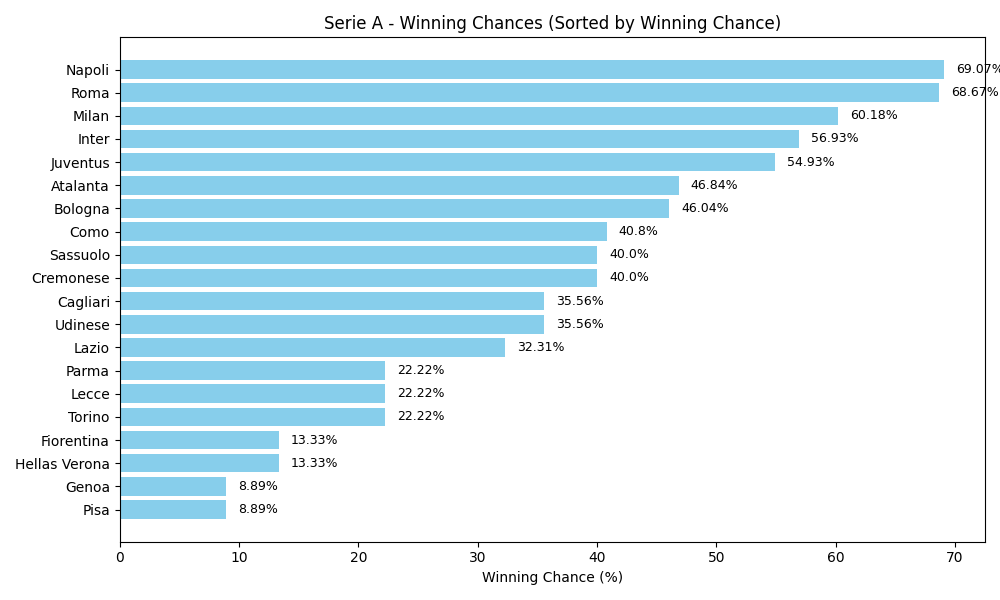 Serie A - Winning Chances (Sorted by Winning Chance)
Napoli 69.07%
Roma 68.67%
Milan 60.18%
Inter 56.93%
Juventus 54.93%
Atalanta 46.84%
Bologna 46.04%
Como 40.8%
Sassuolo 40.0%
Cremonese 40.0%
Cagliari 35.56%
Udinese 35.56%
Lazio 32.31%
Parma 22.22%
Lecce 22.22%
Torino 22.22%
Fiorentina 13.33%
Hellas Verona 13.33%
Genoa 8.89%
Pisa 8.89%
0 10 20 30 40 50 60 70
Winning Chance (%)